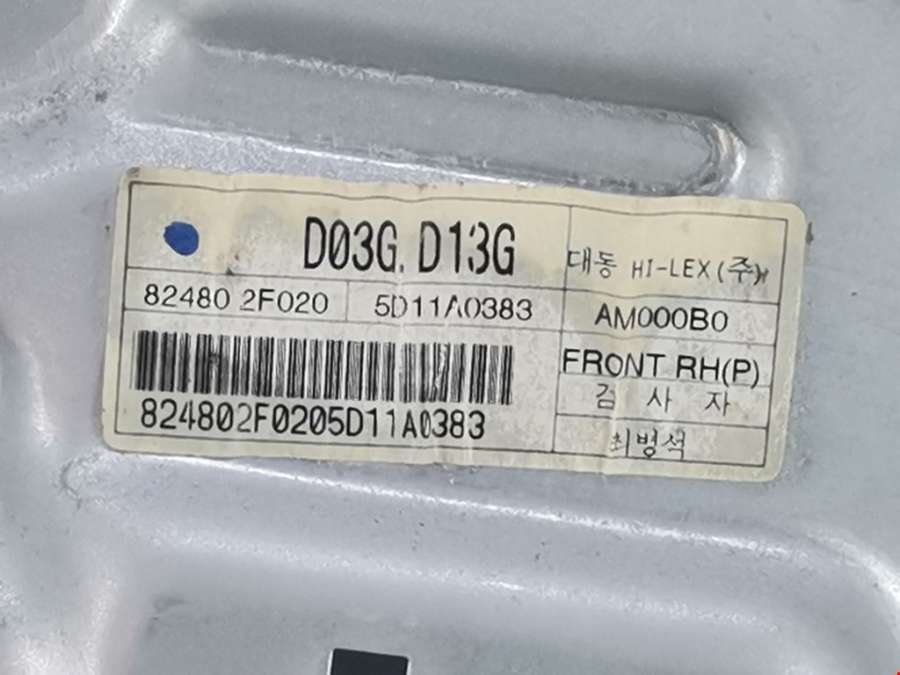 D03G. D13G
대동 HI-LEX (주)
82480 2F020 5D11A0383
AM000B0
FRONT RH(P)
검 사 자
824802F0205D11A0383
최병석